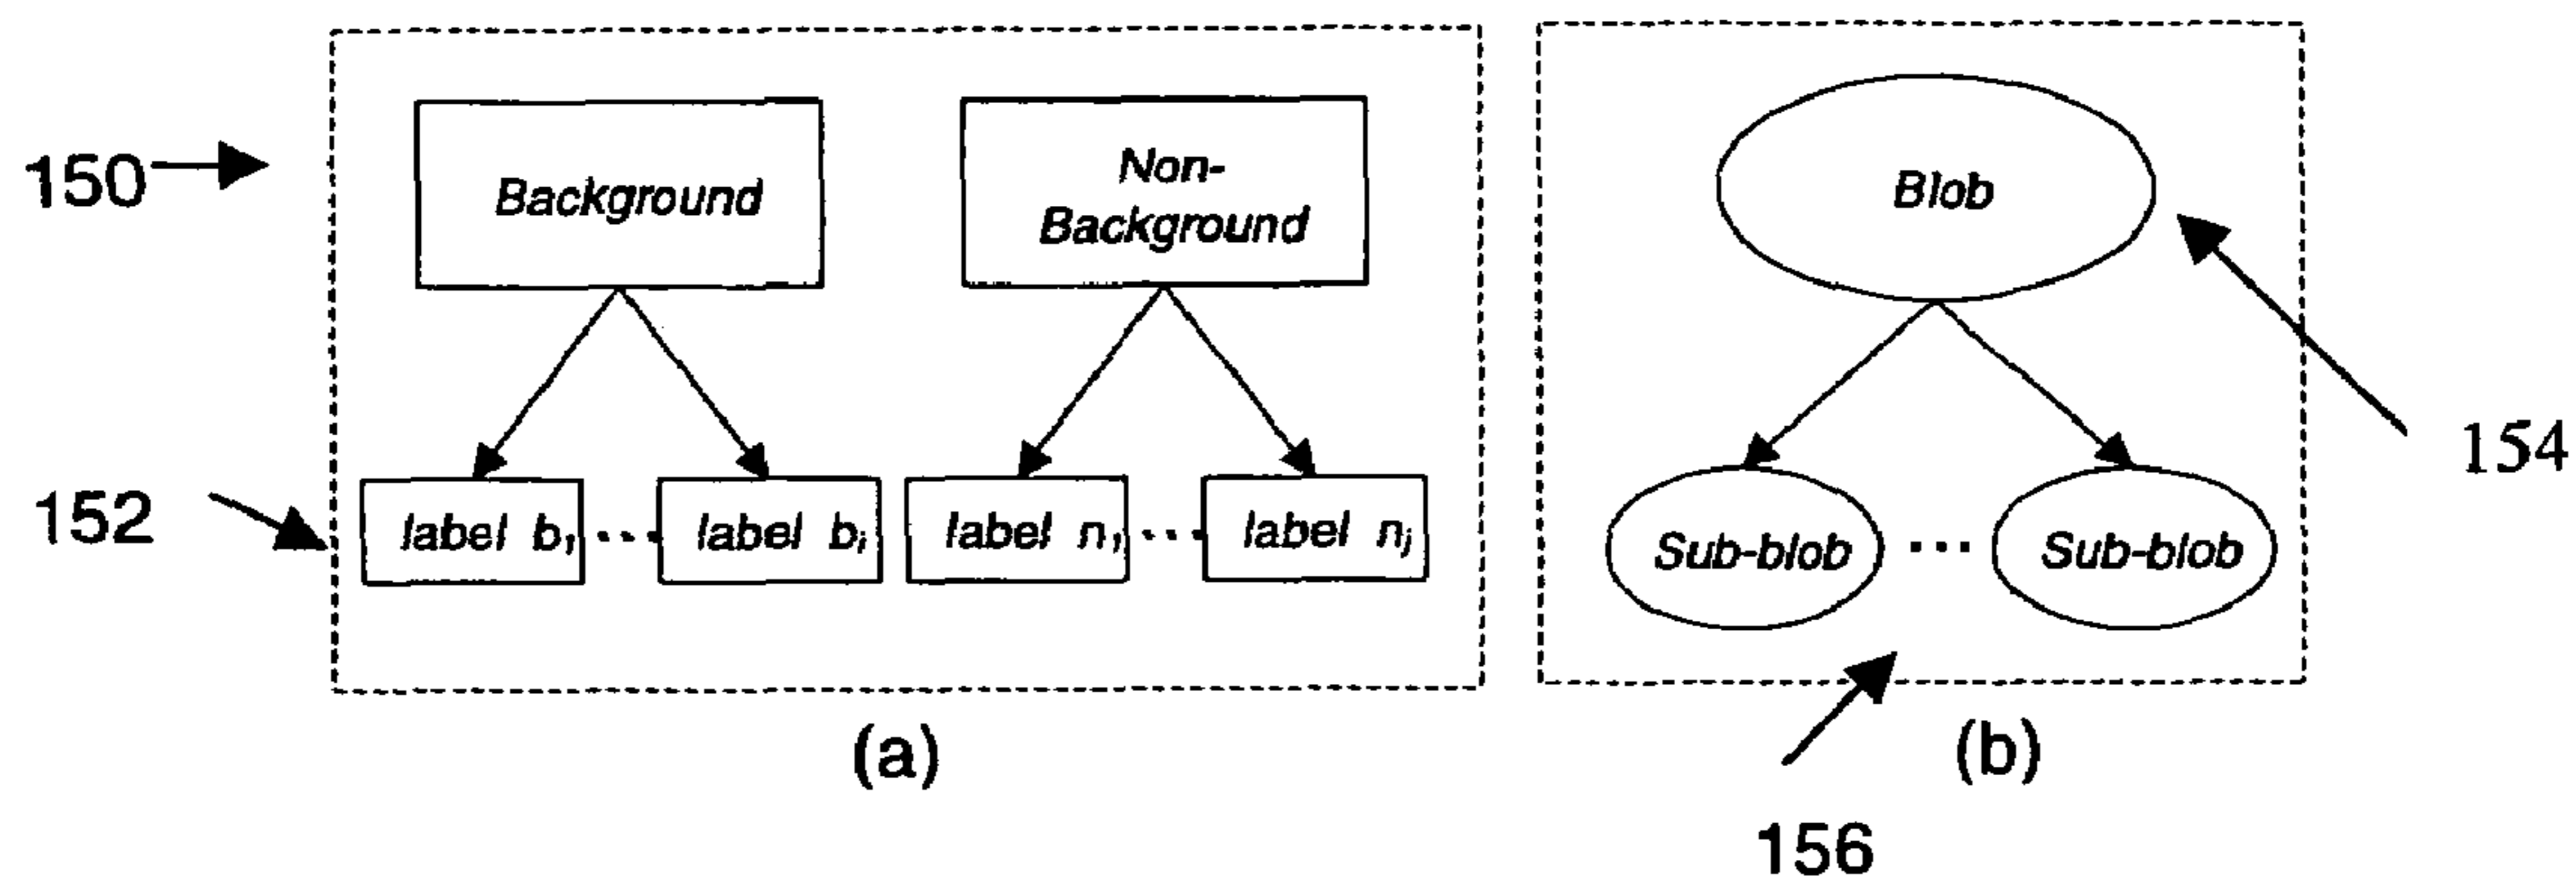 150
Background
Non-
Background
Blob
154
152
label b₁ ... label bᵢ
label n₁ ... label nⱼ
Sub-blob ... Sub-blob
(a)
(b)
156